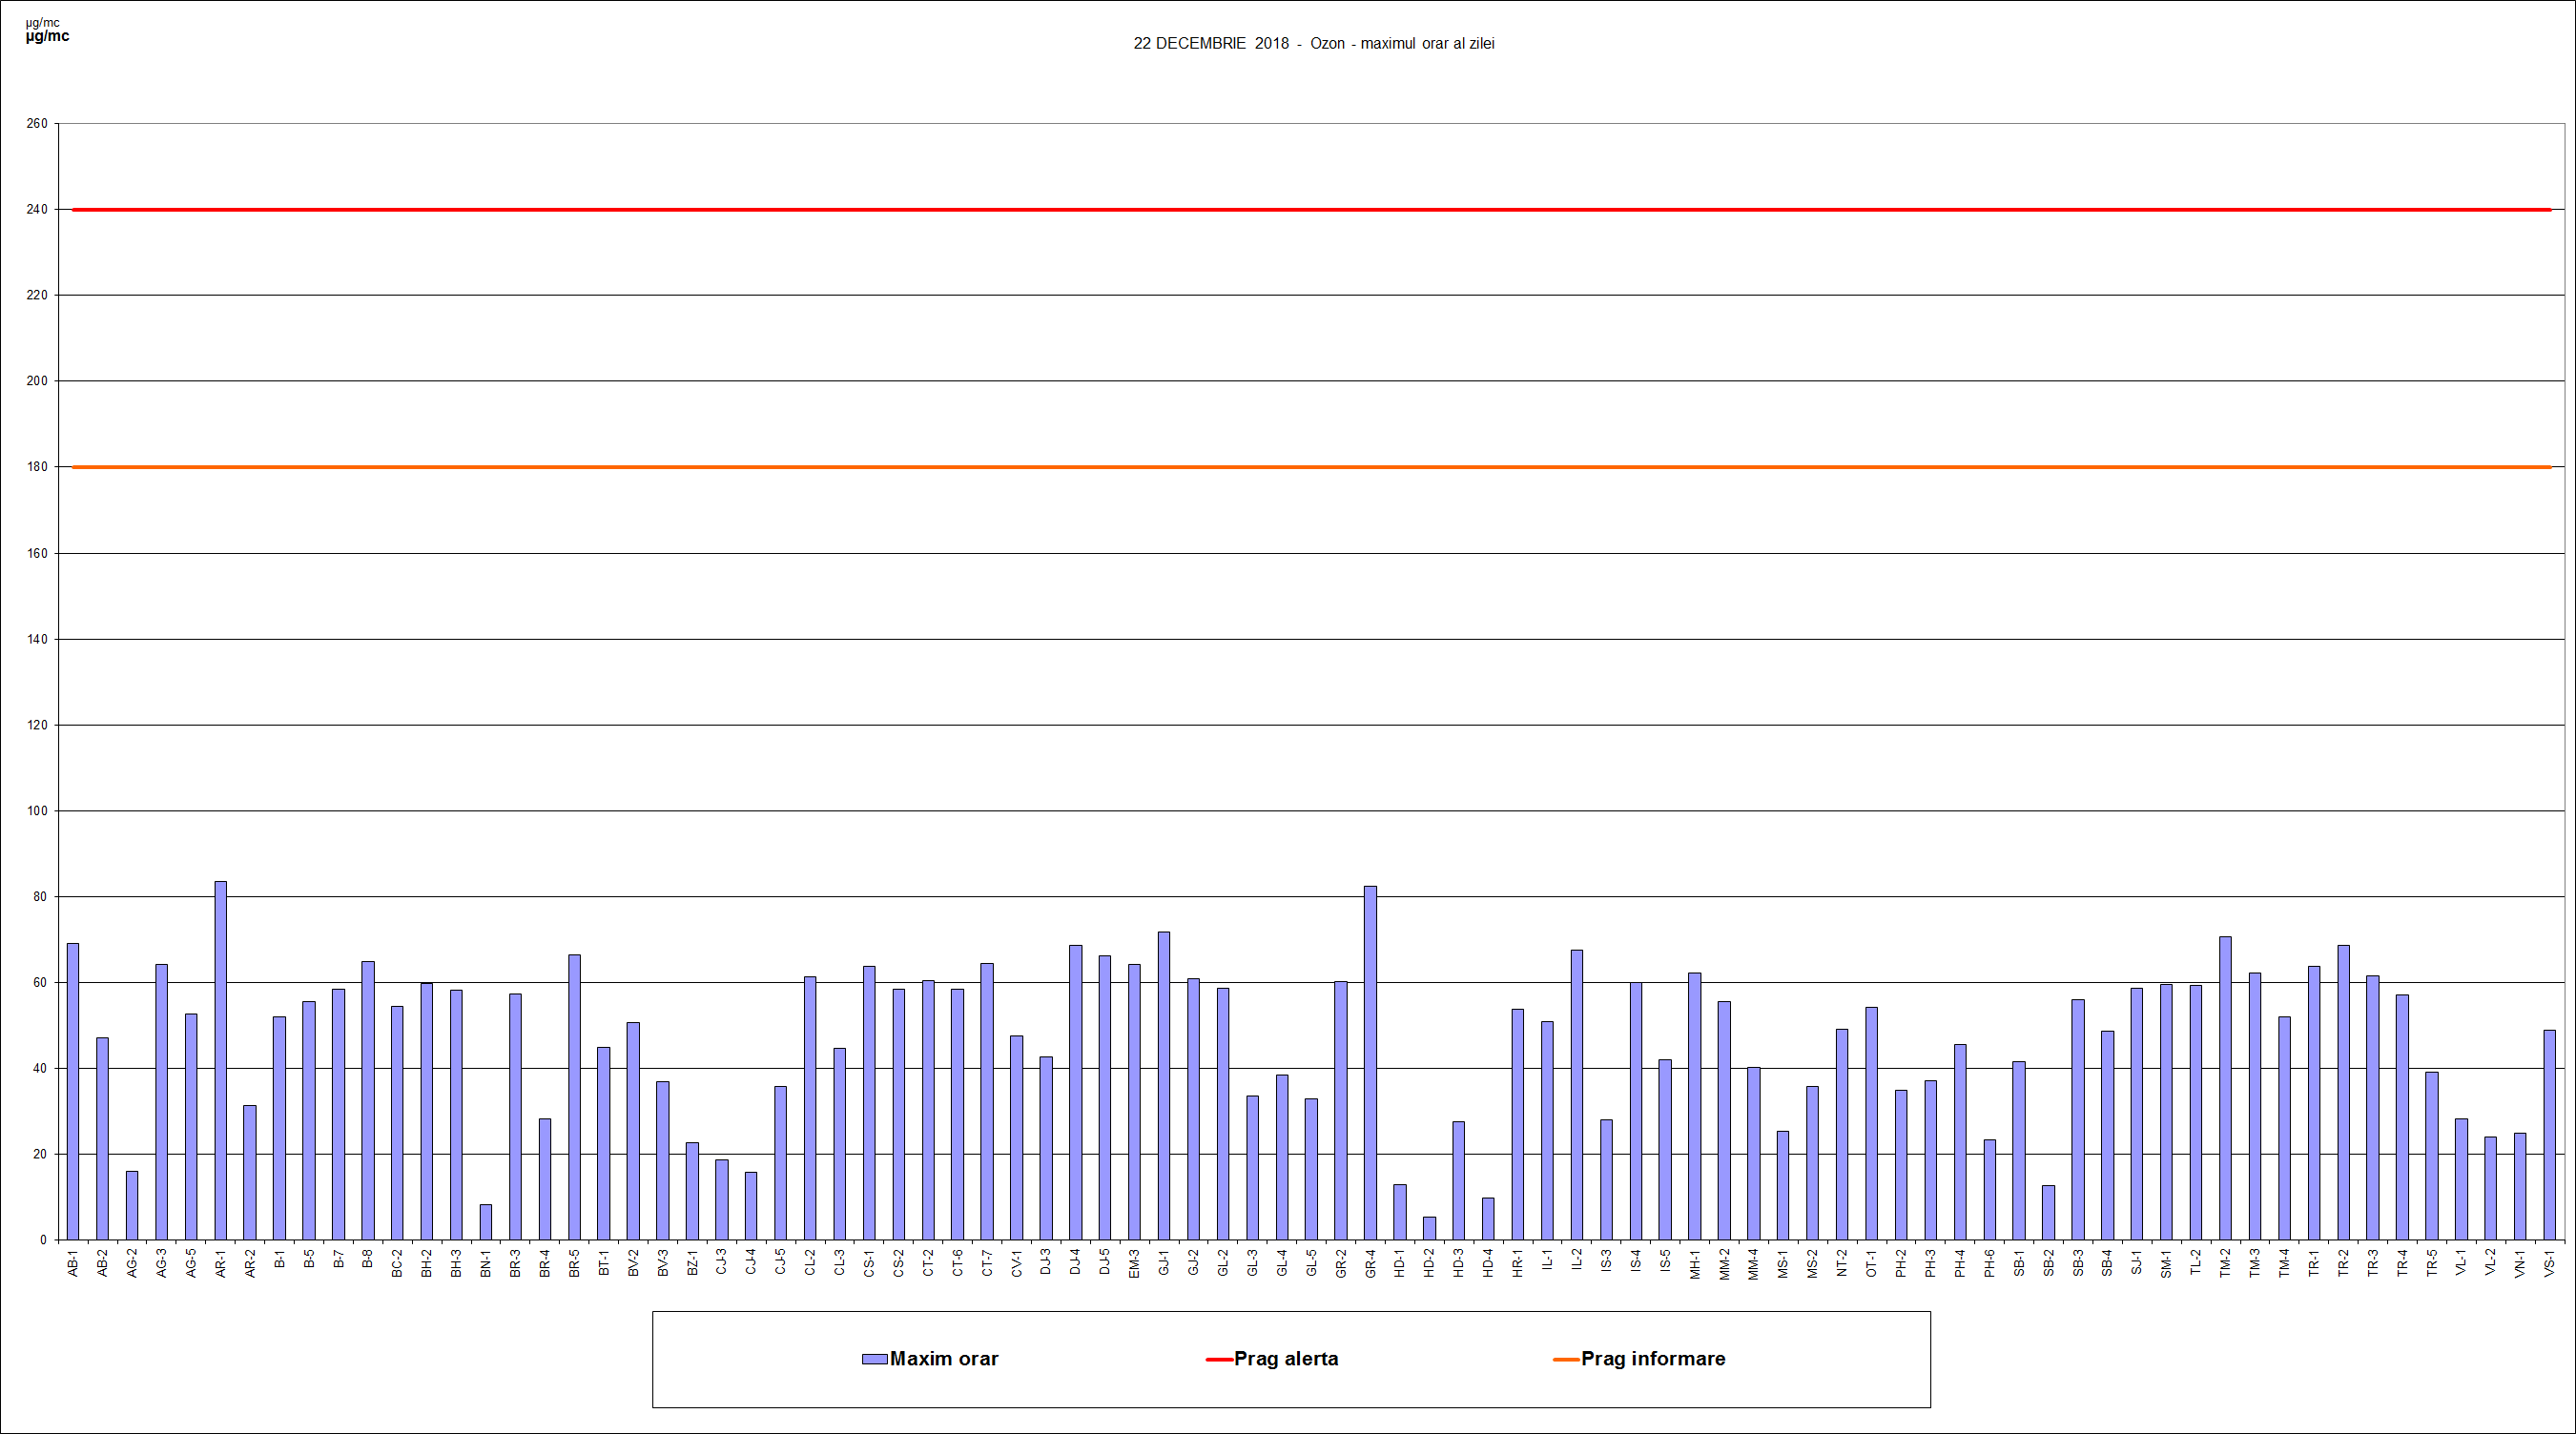 µg/mc
µg/mc
22 DECEMBRIE 2018 - Ozon - maximul orar al zilei
260
240
220
200
180
160
140
120
100
80
60
40
20
0
AB-1 AB-2 AG-2 AG-3 AG-5 AR-1 AR-2 B-1 B-5 B-7 B-8 BC-2 BH-2 BH-3 BN-1 BR-3 BR-4 BR-5 BT-1 BV-2 BV-3 BZ-1 CJ-3 CJ-4 CJ-5 CL-2 CL-3 CS-1 CS-2 CT-2 CT-6 CT-7 CV-1 DJ-3 DJ-4 DJ-5 EM-3 GJ-1 GJ-2 GL-2 GL-3 GL-4 GL-5 GR-2 GR-4 HD-1 HD-2 HD-3 HD-4 HR-1 IL-1 IL-2 IS-3 IS-4 IS-5 MH-1 MM-2 MM-4 MS-1 MS-2 NT-2 OT-1 PH-2 PH-3 PH-4 PH-6 SB-1 SB-2 SB-3 SB-4 SJ-1 SM-1 TL-2 TM-2 TM-3 TM-4 TR-1 TR-2 TR-3 TR-4 TR-5 VL-1 VL-2 VN-1 VS-1
Maxim orar Prag alerta Prag informare